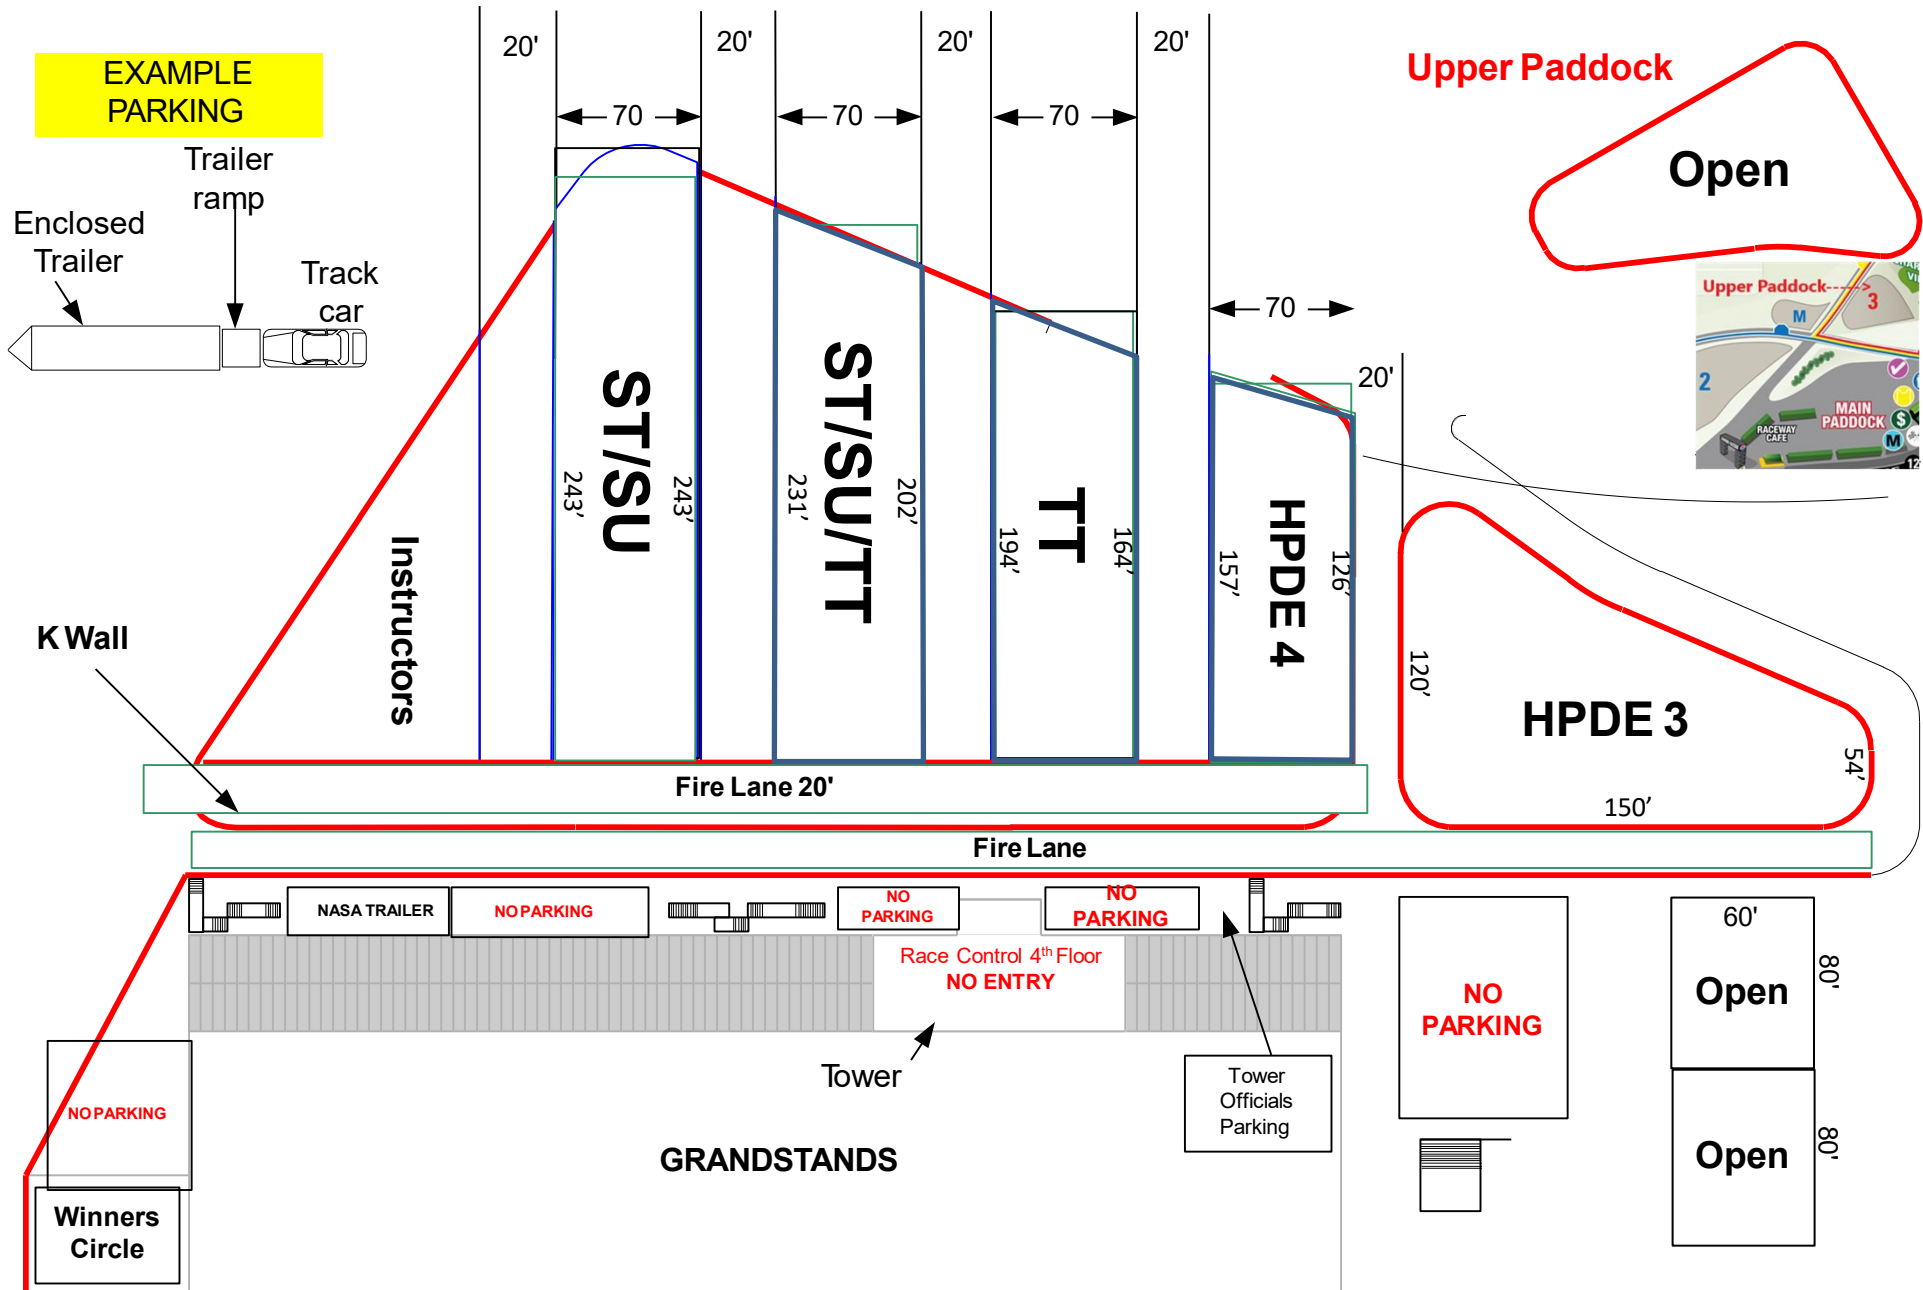 20'
20'
20'
20'
EXAMPLE
PARKING
Upper Paddock
70
70
70
Trailer
ramp
Open
Enclosed
Trailer
Track
car
Upper Paddock----->
3
M
70
20'
2
MAIN
PADDOCK
RACEWAY
CAFE
$
M
12
ST/SU
243’
243’
ST/SU/TT
231’
202’
TT
194’
164’
HPDE 4
157’
126’
Instructors
K Wall
120’
HPDE 3
54’
150’
Fire Lane 20'
Fire Lane
NASA TRAILER
NO PARKING
NO
PARKING
NO
PARKING
Race Control 4th Floor
NO ENTRY
60'
80'
Open
NO
PARKING
Tower
Tower
Officials
Parking
NO PARKING
GRANDSTANDS
80'
Open
Winners
Circle